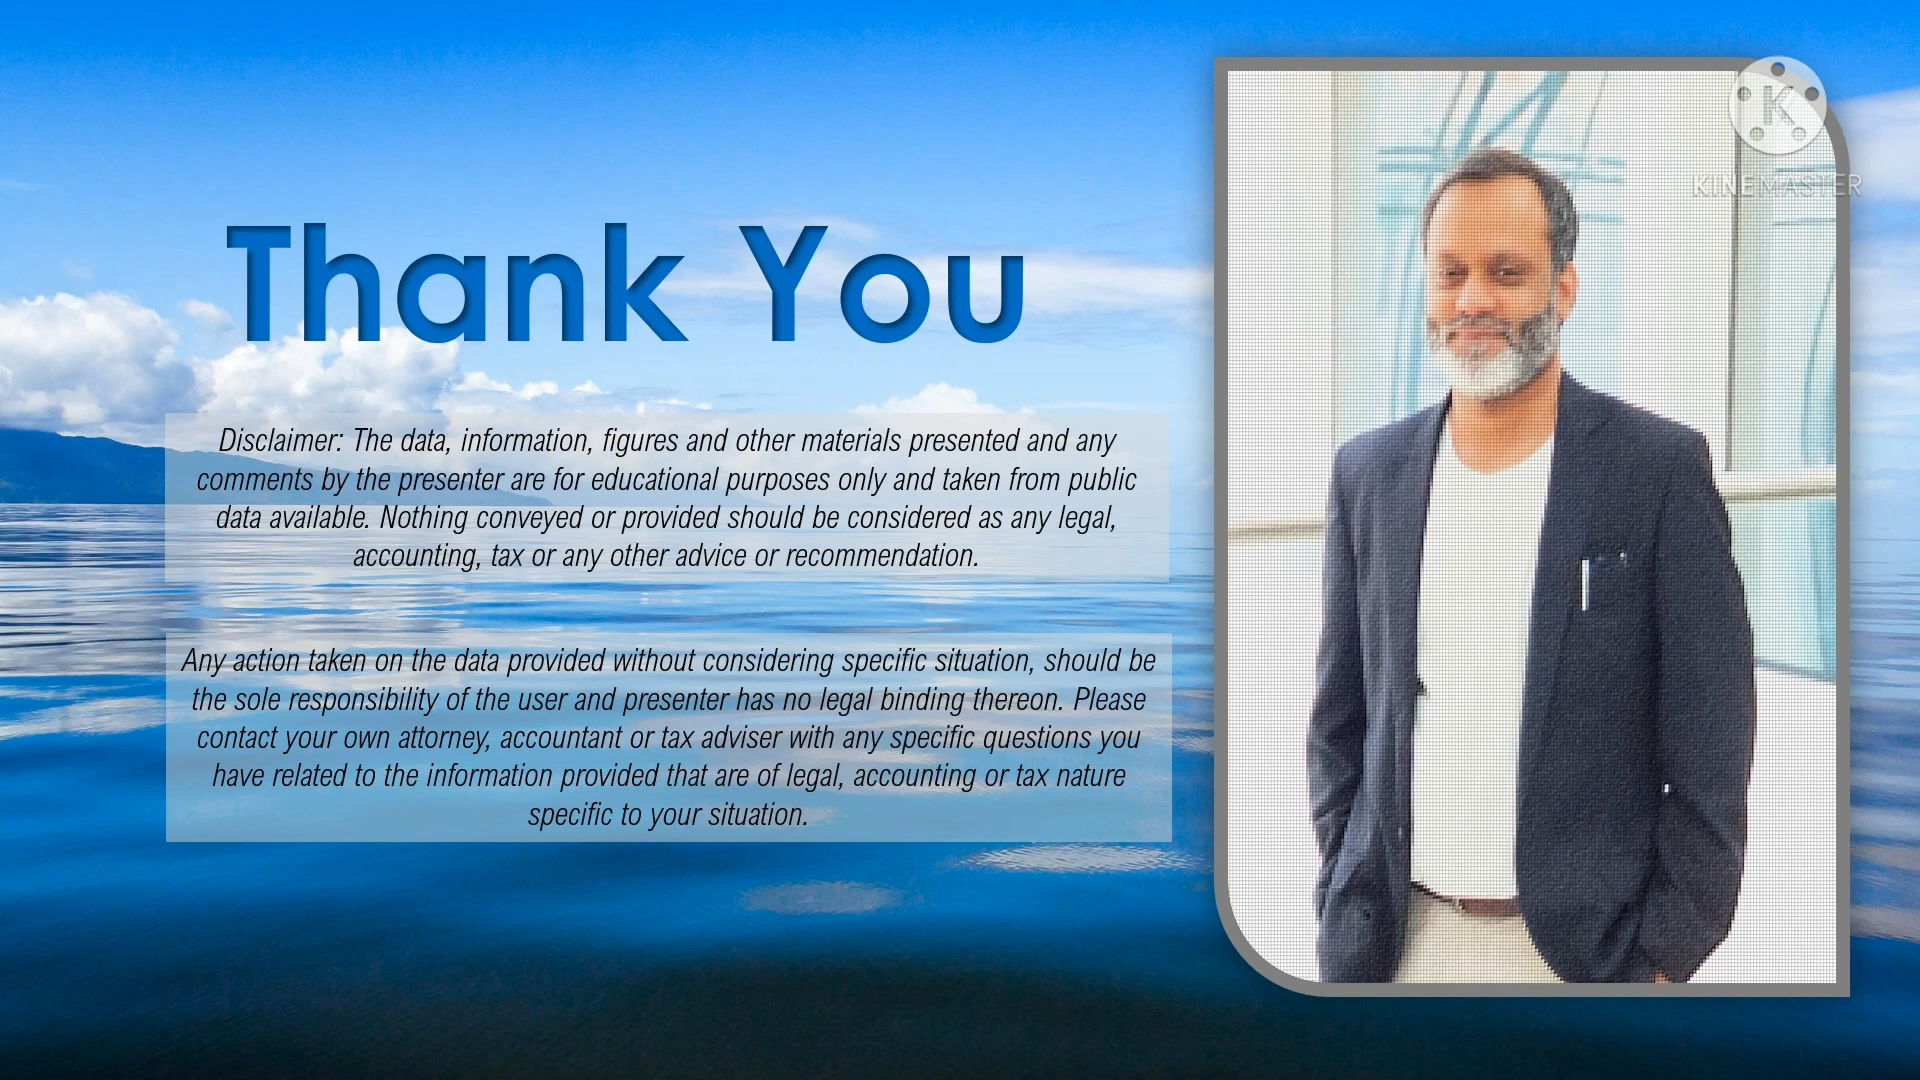 Thank You
Disclaimer: The data, information, figures and other materials presented and any
comments by the presenter are for educational purposes only and taken from public
data available. Nothing conveyed or provided should be considered as any legal,
accounting, tax or any other advice or recommendation.
Any action taken on the data provided without considering specific situation, should be
the sole responsibility of the user and presenter has no legal binding thereon. Please
contact your own attorney, accountant or tax adviser with any specific questions you
have related to the information provided that are of legal, accounting or tax nature
specific to your situation.
K
KINEMASTER